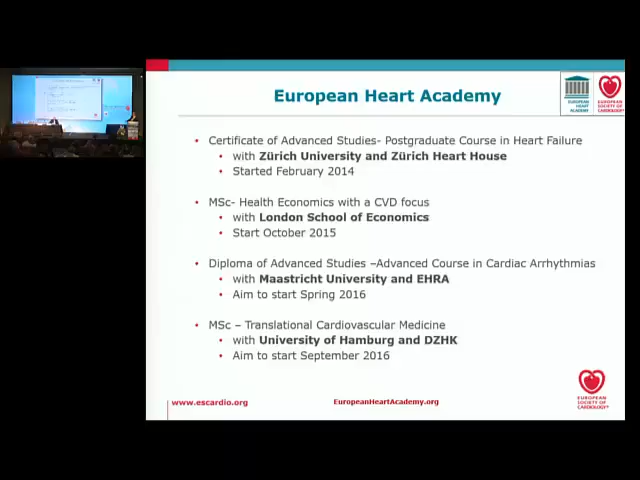 European Heart Academy
EUROPEAN
HEART
ACADEMY
EUROPEAN
SOCIETY OF
CARDIOLOGY®
• Certificate of Advanced Studies- Postgraduate Course in Heart Failure
• with Zürich University and Zürich Heart House
• Started February 2014
• MSc- Health Economics with a CVD focus
• with London School of Economics
• Start October 2015
• Diploma of Advanced Studies –Advanced Course in Cardiac Arrhythmias
• with Maastricht University and EHRA
• Aim to start Spring 2016
• MSc – Translational Cardiovascular Medicine
• with University of Hamburg and DZHK
• Aim to start September 2016
www.escardio.org
EuropeanHeartAcademy.org
EUROPEAN
SOCIETY OF
CARDIOLOGY®